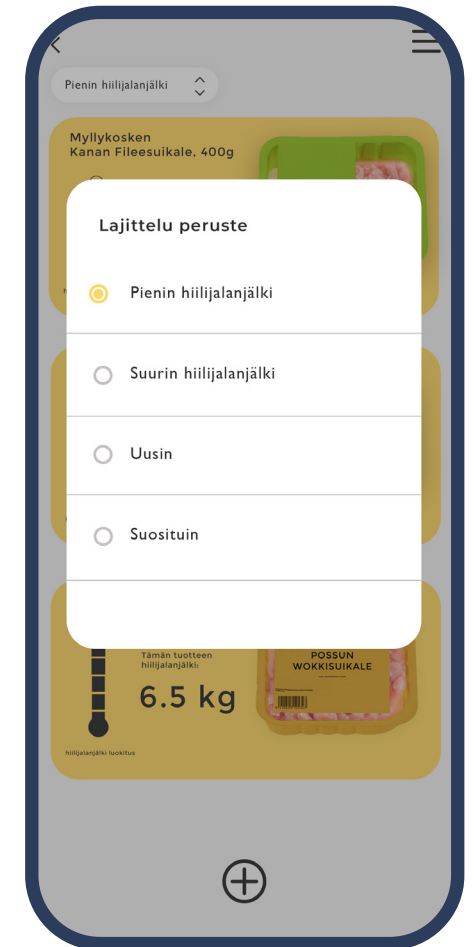 Pienin hiilijalanjälki
Myllykosken
Kanan Fileesuikale, 400g
Lajittelu peruste
Pienin hiilijalanjälki
Suurin hiilijalanjälki
Uusin
Suosituin
Tämän tuotteen
hiilijalanjälki:
6.5 kg
POSSUN
WOKKISUIKALE
hiilijalanjälki luokitus